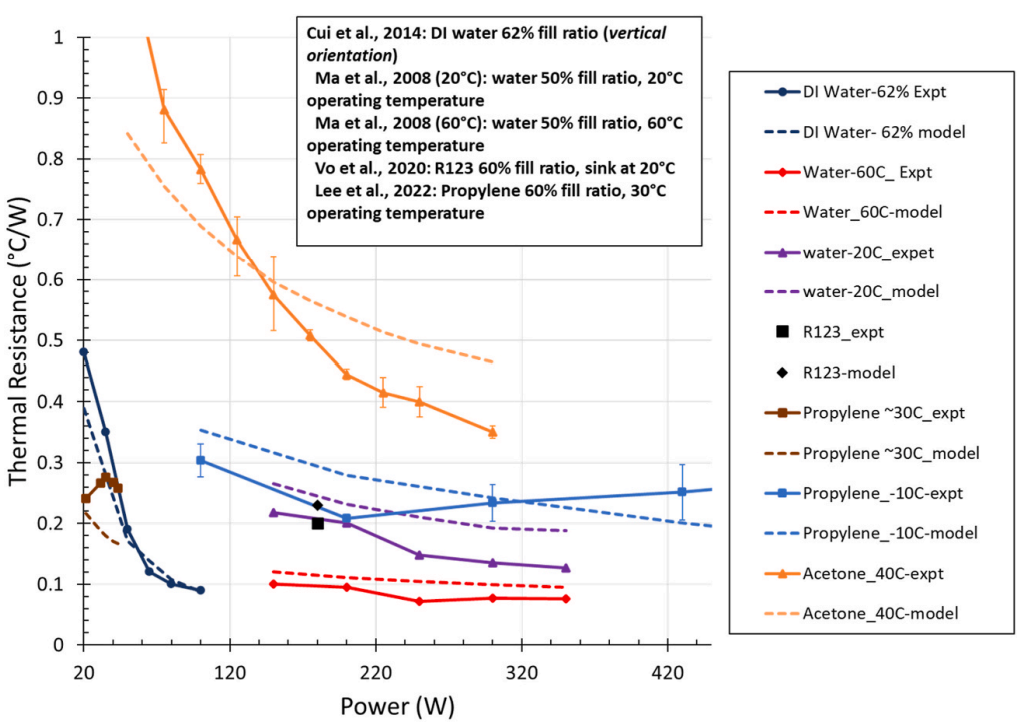 Cui et al., 2014: DI water 62% fill ratio (vertical
orientation)
Ma et al., 2008 (20°C): water 50% fill ratio, 20°C
operating temperature
Ma et al., 2008 (60°C): water 50% fill ratio, 60°C
operating temperature
Vo et al., 2020: R123 60% fill ratio, sink at 20°C
Lee et al., 2022: Propylene 60% fill ratio, 30°C
operating temperature
Thermal Resistance (°C/W)
1
0.9
0.8
0.7
0.6
0.5
0.4
0.3
0.2
0.1
0
20
120
220
320
420
Power (W)
DI Water-62% Expt
DI Water- 62% model
Water-60C_ Expt
Water_60C-model
water-20C_expet
water-20C_model
R123_expt
R123-model
Propylene ~30C_expt
Propylene ~30C_model
Propylene_-10C-expt
Propylene_-10C-model
Acetone_40C-expt
Acetone_40C-model